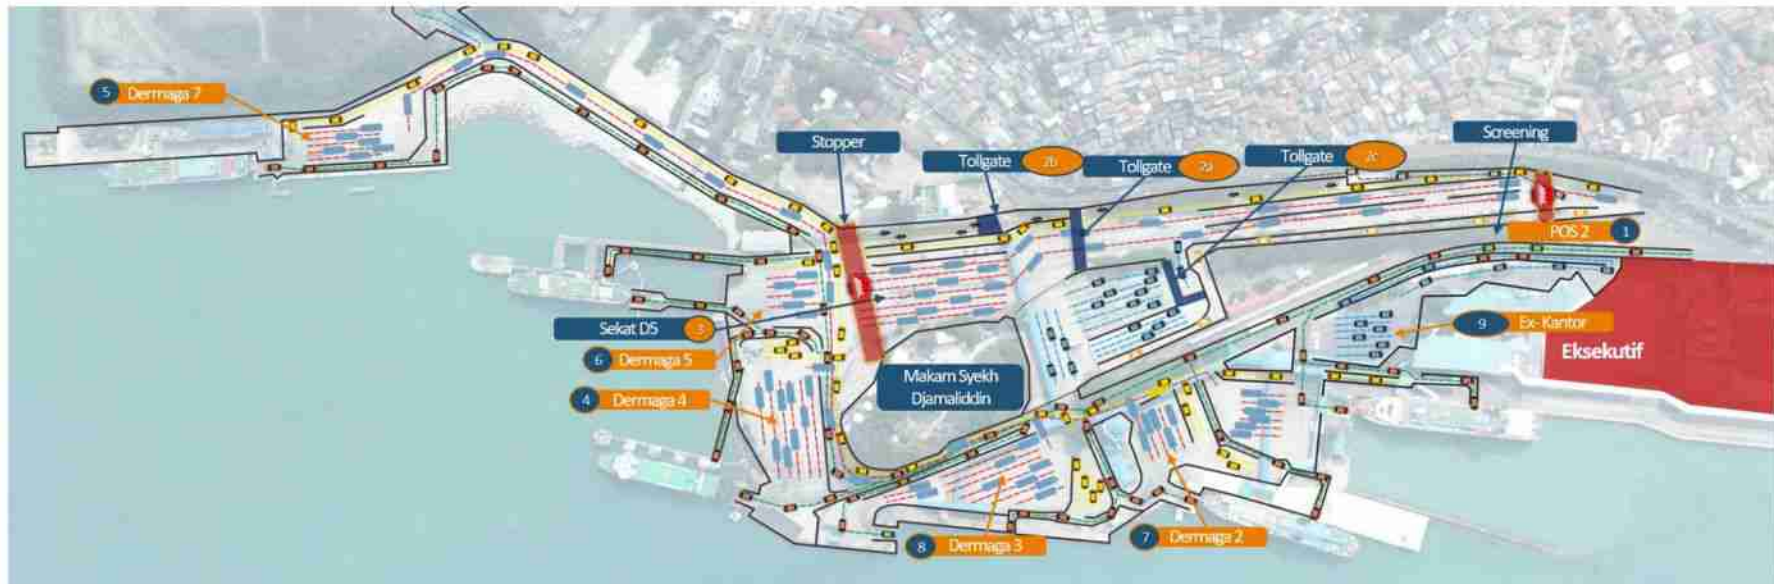 5 Dermaga 7
Stopper
Tollgate 2b
Tollgate 2a
Tollgate 2c
Screening
POS 2 1
Sekat D5 3
6 Dermaga 5
4 Dermaga 4
Makam Syekh
Djamaliddin
9 Ex- Kantor
Eksekutif
8 Dermaga 3
7 Dermaga 2